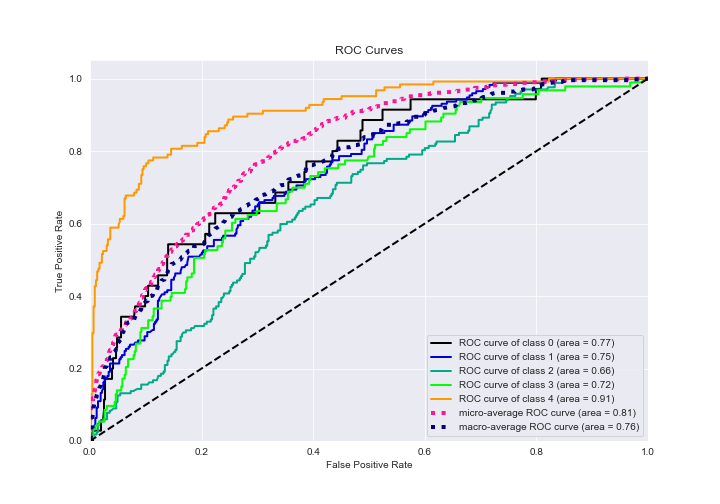 ROC Curves
True Positive Rate
1.0
0.8
0.6
0.4
0.2
0.0
ROC curve of class 0 (area = 0.77)
ROC curve of class 1 (area = 0.75)
ROC curve of class 2 (area = 0.66)
ROC curve of class 3 (area = 0.72)
ROC curve of class 4 (area = 0.91)
micro-average ROC curve (area = 0.81)
macro-average ROC curve (area = 0.76)
0.0 0.2 0.4 0.6 0.8 1.0
False Positive Rate